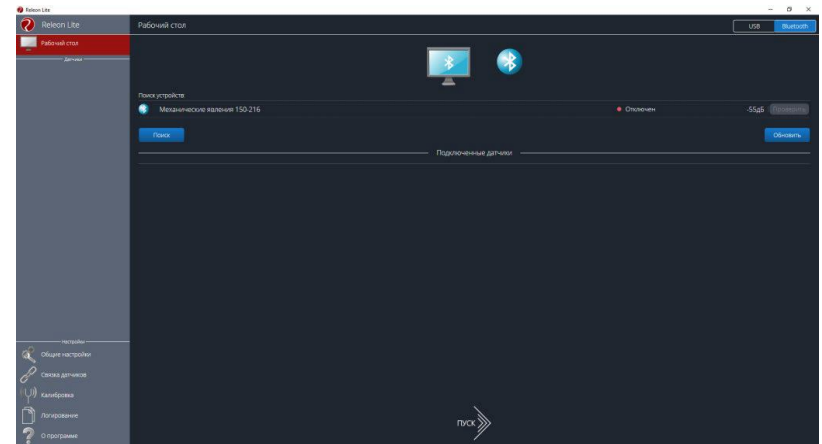 Releon Lite
Releon Lite
Рабочий стол
USB
Bluetooth
Рабочий стол
Датчики
Поиск устройств
Механические явления 150-216
Отключен
-55дБ
Поиск
Обновить
Подключенные датчики
Настройки
Общие настройки
Связка датчиков
Калибровка
Логирование
О программе
ПУСК